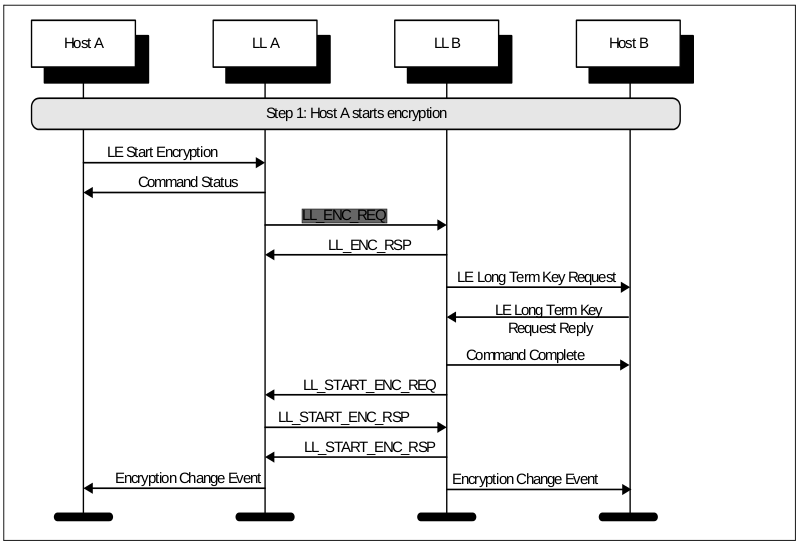 Host A
LL A
LL B
Host B
Step 1: Host A starts encryption
LE Start Encryption
Command Status
LL_ENC_REQ
LL_ENC_RSP
LE Long Term Key Request
LE Long Term Key
Request Reply
Command Complete
LL_START_ENC_REQ
LL_START_ENC_RSP
LL_START_ENC_RSP
Encryption Change Event
Encryption Change Event